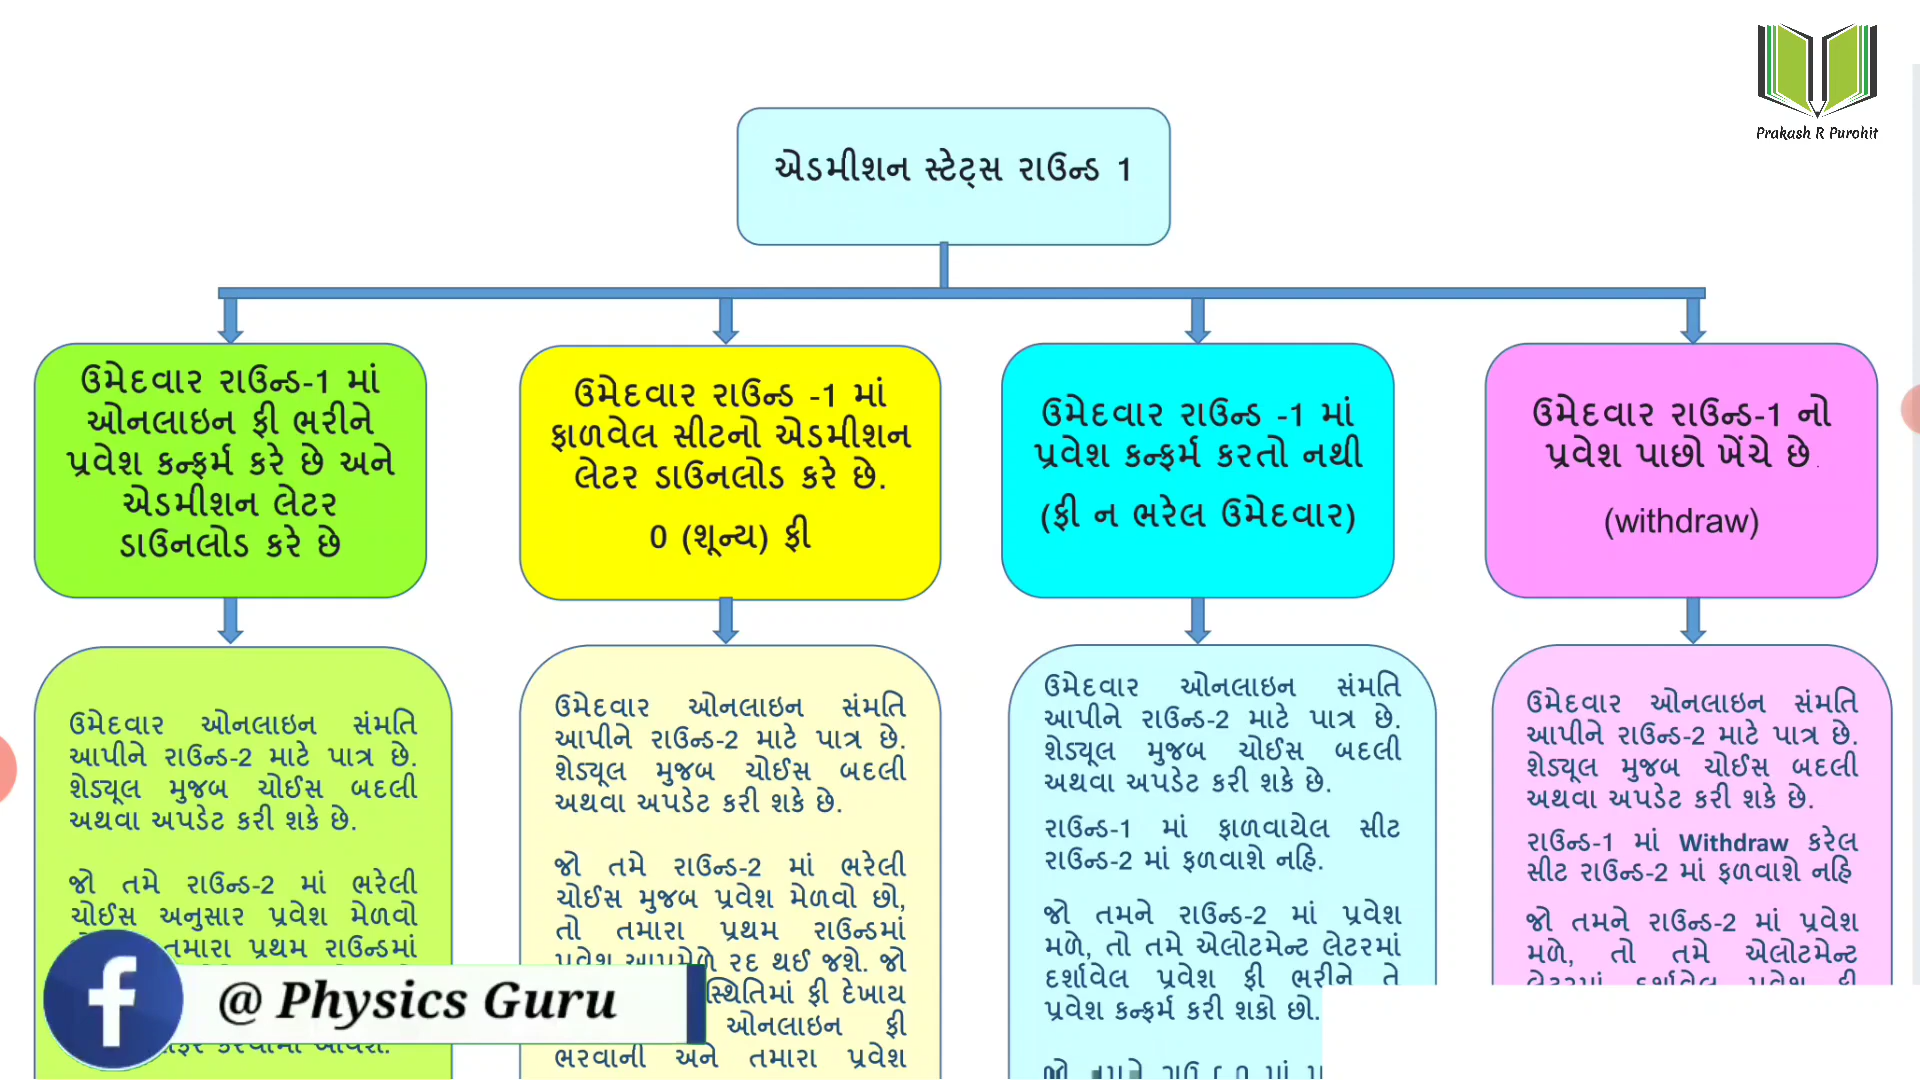 Prakash R Purohit
એડમીશન સ્ટેટ્સ રાઉન્ડ 1
ઉમેદવાર રાઉન્ડ-1 માં
ઓનલાઇન ફી ભરીને
પ્રવેશ કન્ફર્મ કરે છે અને
એડમીશન લેટર
ડાઉનલોડ કરે છે
ઉમેદવાર રાઉન્ડ -1 માં
ફાળવેલ સીટનો એડમીશન
લેટર ડાઉનલોડ કરે છે.
0 (શૂન્ય) ફી
ઉમેદવાર રાઉન્ડ -1 માં
પ્રવેશ કન્ફર્મ કરતો નથી
(ફી ન ભરેલ ઉમેદવાર)
ઉમેદવાર રાઉન્ડ-1 નો
પ્રવેશ પાછો ખેંચે છે.
(withdraw)
ઉમેદવાર ઓનલાઇન સંમતિ
આપીને રાઉન્ડ-2 માટે પાત્ર છે.
શેડ્યૂલ મુજબ ચોઈસ બદલી
અથવા અપડેટ કરી શકે છે.
જો તમે રાઉન્ડ-2 માં ભરેલી
ચોઈસ અનુસાર પ્રવેશ મેળવો
તમારા પ્રથમ રાઉન્ડમાં
કરવામાં આવશે.
ઉમેદવાર ઓનલાઇન સંમતિ
આપીને રાઉન્ડ-2 માટે પાત્ર છે.
શેડ્યૂલ મુજબ ચોઈસ બદલી
અથવા અપડેટ કરી શકે છે.
જો તમે રાઉન્ડ-2 માં ભરેલી
ચોઈસ મુજબ પ્રવેશ મેળવો છો,
તો તમારા પ્રથમ રાઉન્ડમાં
પ્રવેશ આપમેળે રદ થઈ જશે. જો
સ્થિતિમાં ફી દેખાય
ઓનલાઇન ફી
ભરવાની અને તમારા પ્રવેશ
ઉમેદવાર ઓનલાઇન સંમતિ
આપીને રાઉન્ડ-2 માટે પાત્ર છે.
શેડ્યૂલ મુજબ ચોઈસ બદલી
અથવા અપડેટ કરી શકે છે.
રાઉન્ડ-1 માં ફાળવાયેલ સીટ
રાઉન્ડ-2 માં ફળવાશે નહિ.
જો તમને રાઉન્ડ-2 માં પ્રવેશ
મળે, તો તમે એલોટમેન્ટ લેટરમાં
દર્શાવેલ પ્રવેશ ફી ભરીને તે
પ્રવેશ કન્ફર્મ કરી શકો છો.
ઉમેદવાર ઓનલાઇન સંમતિ
આપીને રાઉન્ડ-2 માટે પાત્ર છે.
શેડ્યૂલ મુજબ ચોઈસ બદલી
અથવા અપડેટ કરી શકે છે.
રાઉન્ડ-1 માં Withdraw કરેલ
સીટ રાઉન્ડ-2 માં ફળવાશે નહિ
જો તમને રાઉન્ડ-2 માં પ્રવેશ
મળે, તો તમે એલોટમેન્ટ
લેટરમાં દર્શાવેલ પ્રવેશ ફી
@ Physics Guru